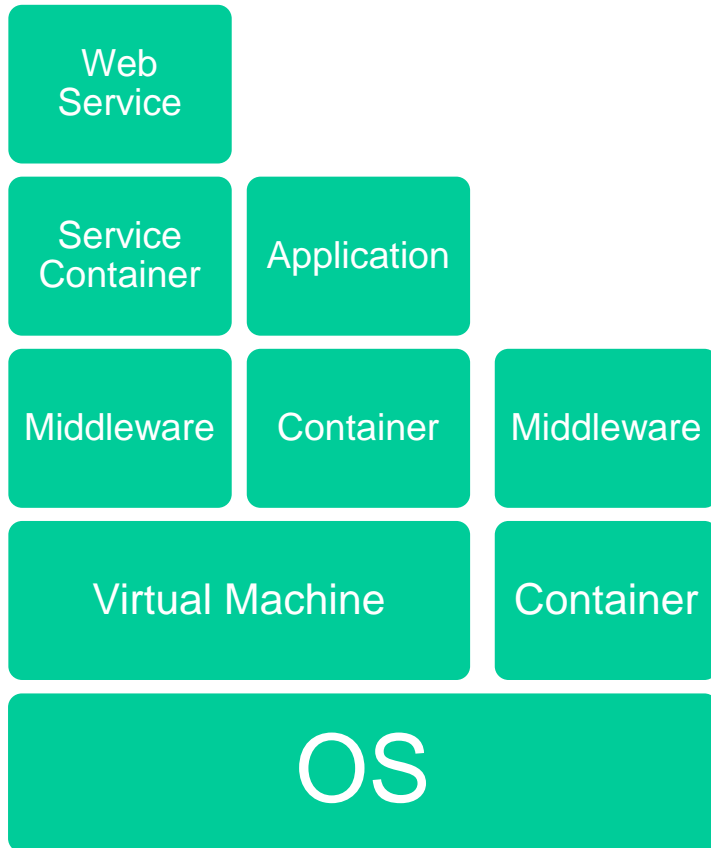 Web
Service
Service
Container
Application
Middleware
Container
Middleware
Virtual Machine
Container
OS